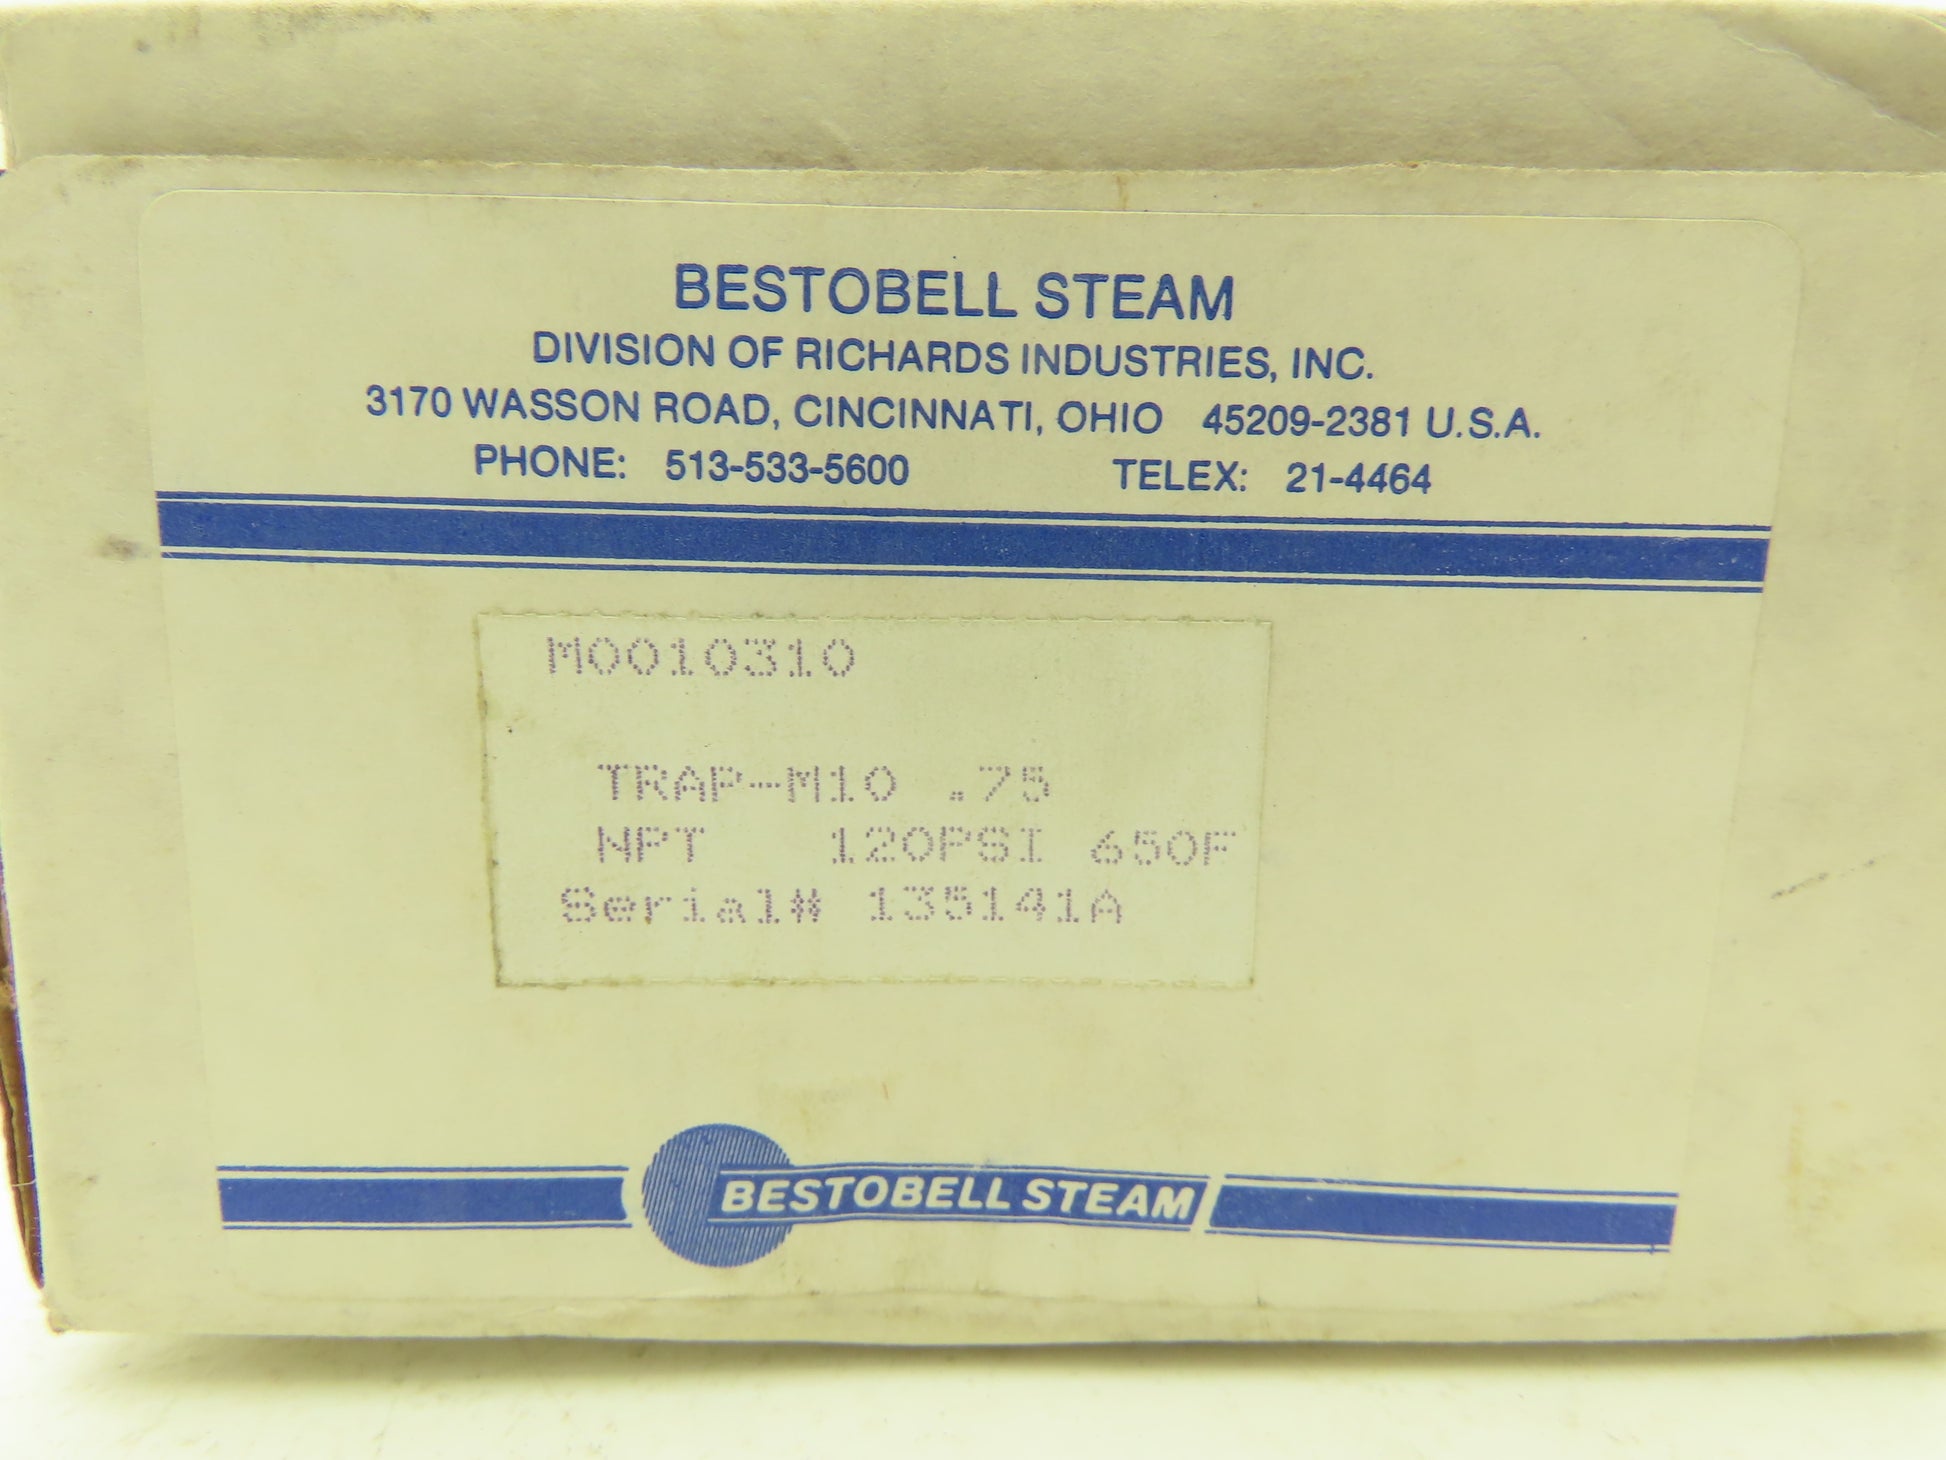 BESTOBELL STEAM
DIVISION OF RICHARDS INDUSTRIES, INC.
3170 WASSON ROAD, CINCINNATI, OHIO 45209-2381 U.S.A.
PHONE: 513-533-5600 TELEX: 21-4464
M0010310
TRAP-M10 .75
NPT 120PSI 650F
Serial# 135141A
BESTOBELL STEAM